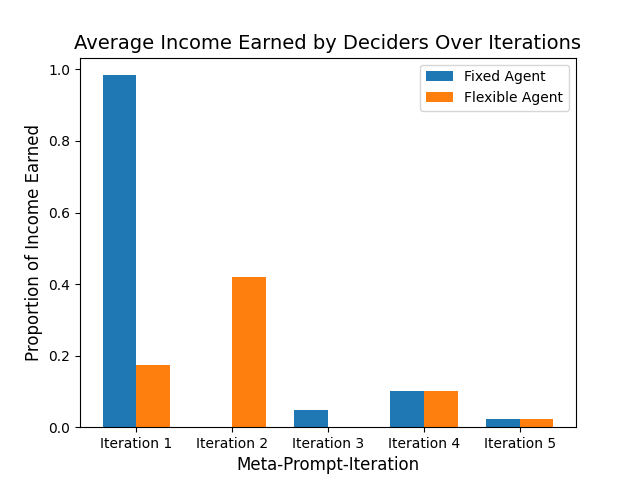 Average Income Earned by Deciders Over Iterations
Fixed Agent
Flexible Agent
Proportion of Income Earned
1.0
0.8
0.6
0.4
0.2
0.0
Iteration 1
Iteration 2
Iteration 3
Iteration 4
Iteration 5
Meta-Prompt-Iteration